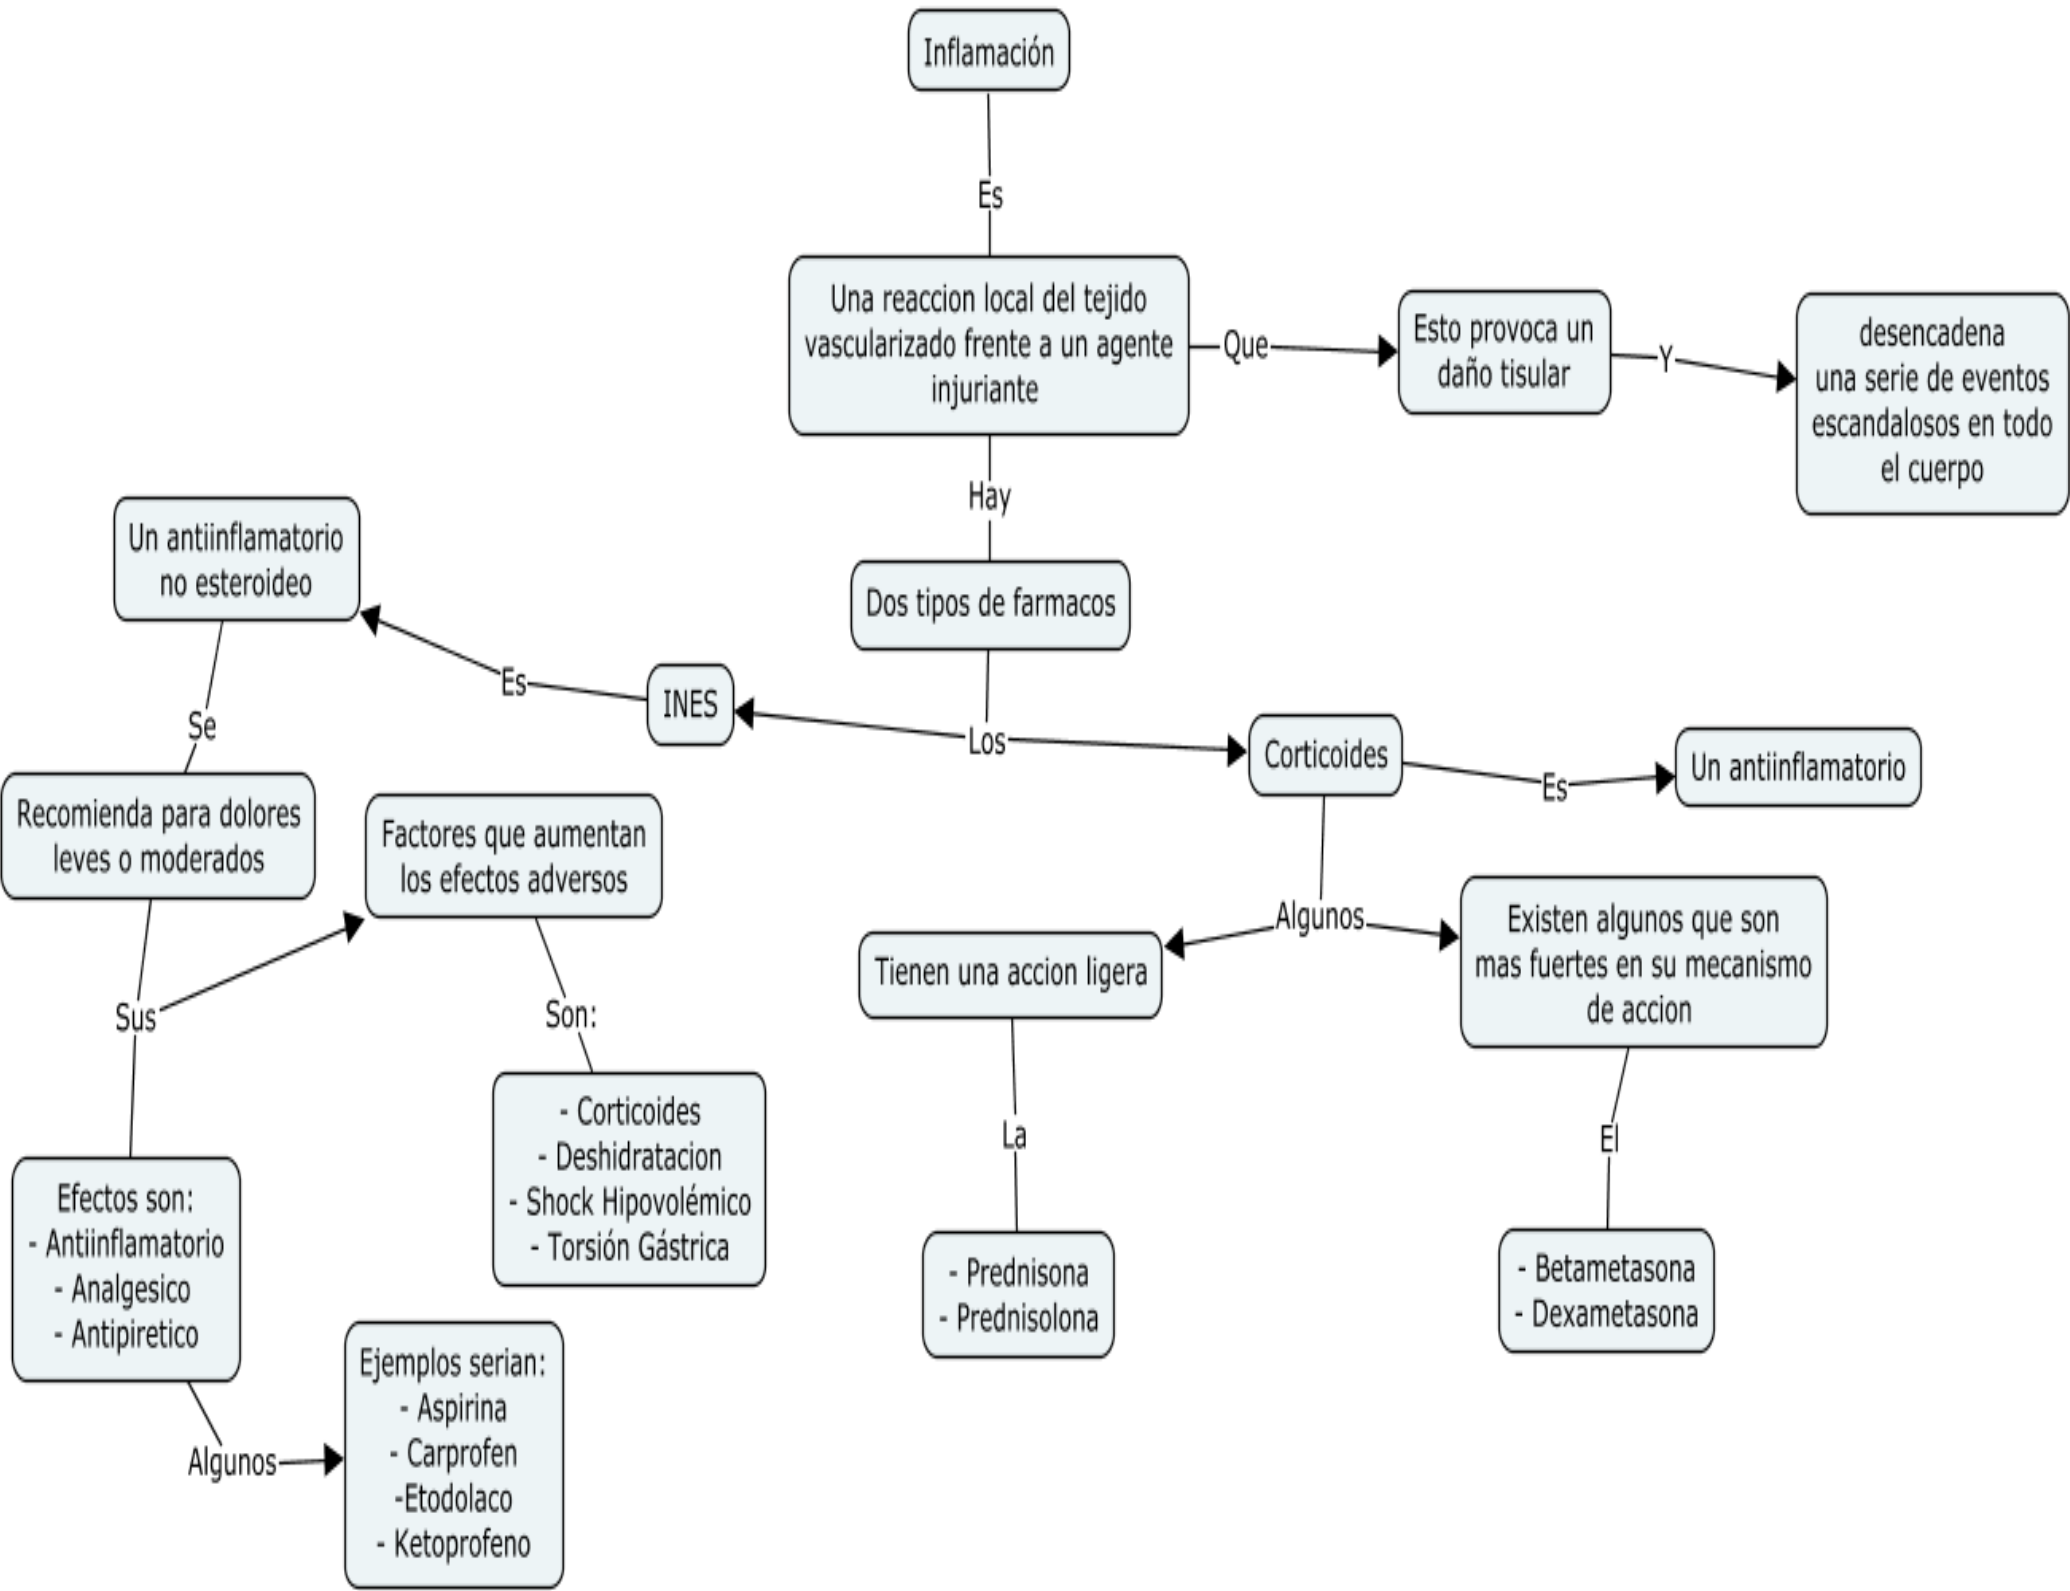 Inflamación
Es
Una reaccion local del tejido
vascularizado frente a un agente
injuriante
Que
Esto provoca un
daño tisular
Y
desencadena
una serie de eventos
escandalosos en todo
el cuerpo
Hay
Dos tipos de farmacos
Los
INES
Es
Un antiinflamatorio
no esteroideo
Se
Recomienda para dolores
leves o moderados
Sus
Factores que aumentan
los efectos adversos
Son:
- Corticoides
- Deshidratacion
- Shock Hipovolémico
- Torsión Gástrica
Efectos son:
- Antiinflamatorio
- Analgesico
- Antipiretico
Algunos
Ejemplos serian:
- Aspirina
- Carprofen
-Etodolaco
- Ketoprofeno
Corticoides
Es
Un antiinflamatorio
Algunos
Tienen una accion ligera
La
- Prednisona
- Prednisolona
Existen algunos que son
mas fuertes en su mecanismo
de accion
El
- Betametasona
- Dexametasona